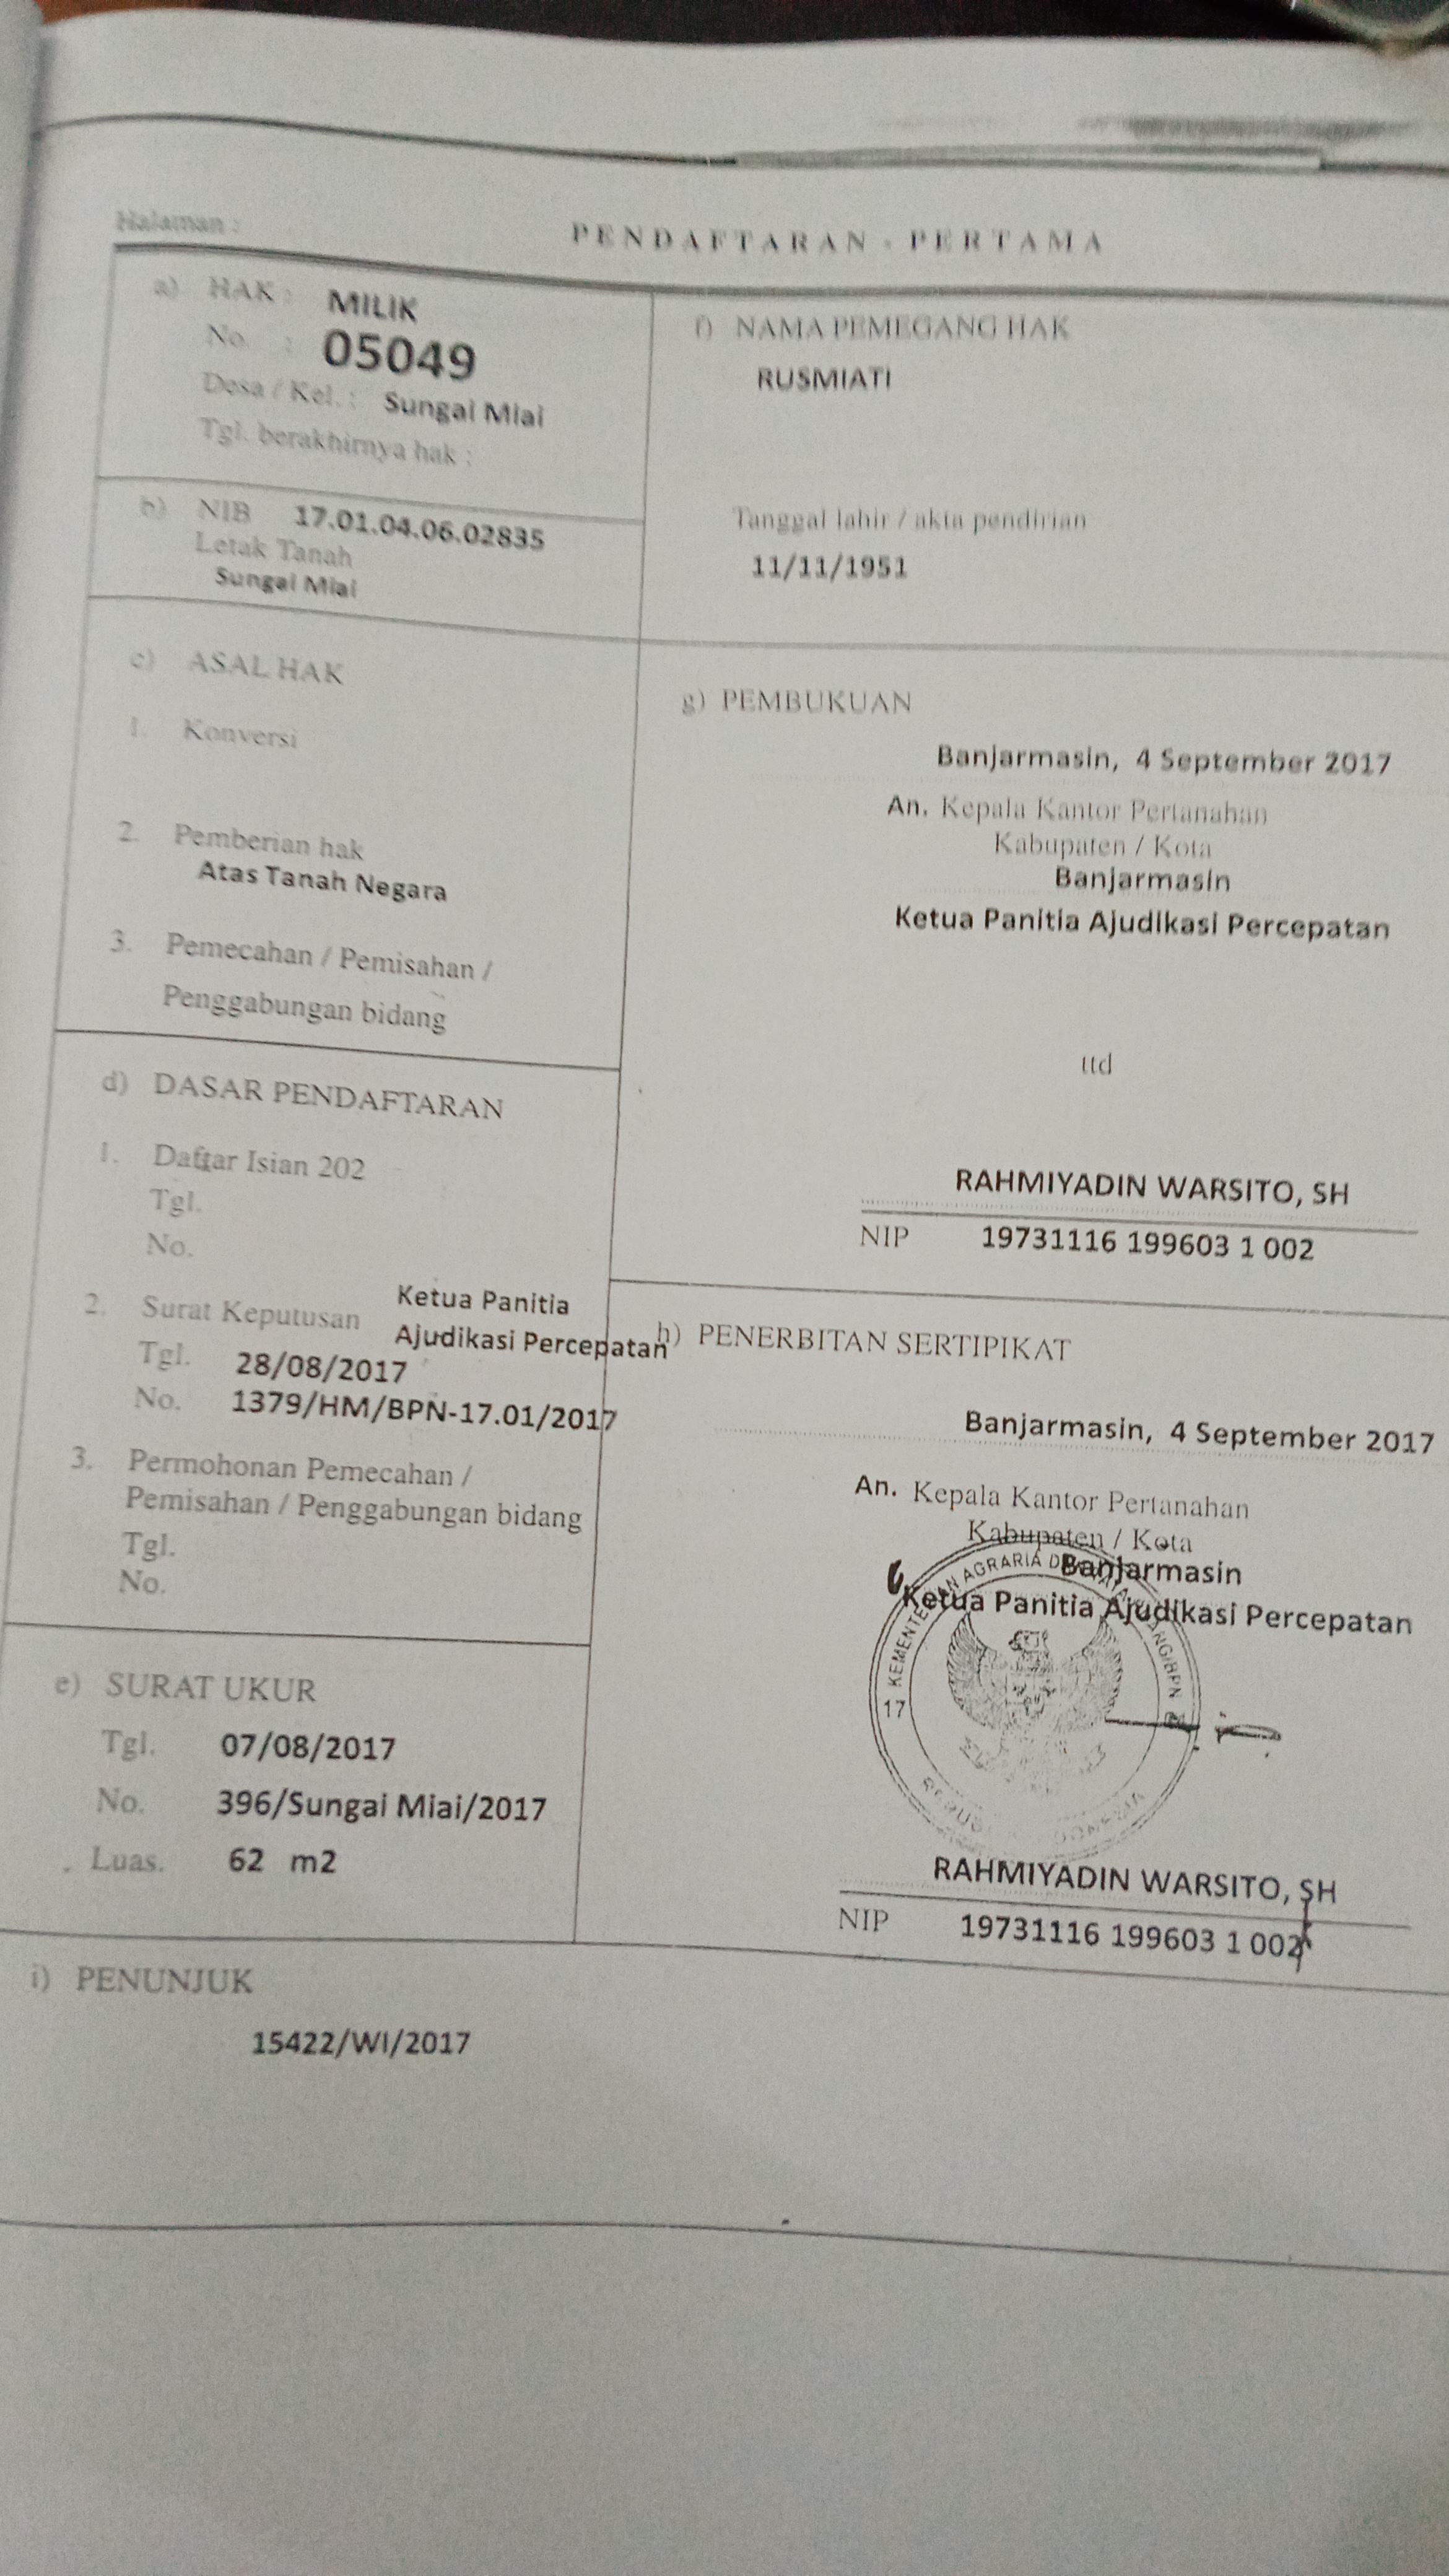 Halaman :
PENDAFTARAN - PERTAMA
a) HAK : MILIK
No. : 05049
Desa / Kel. : Sungai Miai
Tgl. berakhirnya hak :
b) NIB 17.01.04.06.02835
Letak Tanah
Sungai Miai
c) ASAL HAK
1. Konversi
2. Pemberian hak
Atas Tanah Negara
3. Pemecahan / Pemisahan /
Penggabungan bidang
d) DASAR PENDAFTARAN
1. Daftar Isian 202
Tgl.
No.
2. Surat Keputusan Ketua Panitia
Ajudikasi Percepatan
Tgl. 28/08/2017
No. 1379/HM/BPN-17.01/2017
3. Permohonan Pemecahan /
Pemisahan / Penggabungan bidang
Tgl.
No.
e) SURAT UKUR
Tgl. 07/08/2017
No. 396/Sungai Miai/2017
Luas. 62 m2
f) NAMA PEMEGANG HAK
RUSMIATI
Tanggal lahir / akta pendirian
11/11/1951
g) PEMBUKUAN
Banjarmasin, 4 September 2017
An. Kepala Kantor Pertanahan
Kabupaten / Kota
Banjarmasin
Ketua Panitia Ajudikasi Percepatan
ttd
RAHMIYADIN WARSITO, SH
NIP 19731116 199603 1 002
h) PENERBITAN SERTIPIKAT
Banjarmasin, 4 September 2017
An. Kepala Kantor Pertanahan
Kabupaten / Kota
Banjarmasin
Ketua Panitia Ajudikasi Percepatan
AGRARIA
17
RAHMIYADIN WARSITO, SH
NIP 19731116 199603 1 002
i) PENUNJUK
15422/WI/2017